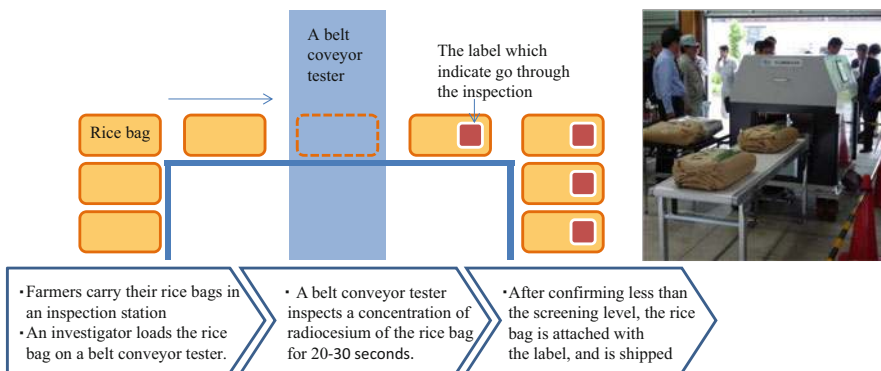 A belt
coveyor
tester
The label which
indicate go through
the inspection
Rice bag
・Farmers carry their rice bags in
an inspection station
・An investigator loads the rice
bag on a belt conveyor tester.
・ A belt conveyor tester
inspects a concentration of
radiocesium of the rice bag
for 20-30 seconds.
・After confirming less than
the screening level, the rice
bag is attached with
the label, and is shipped